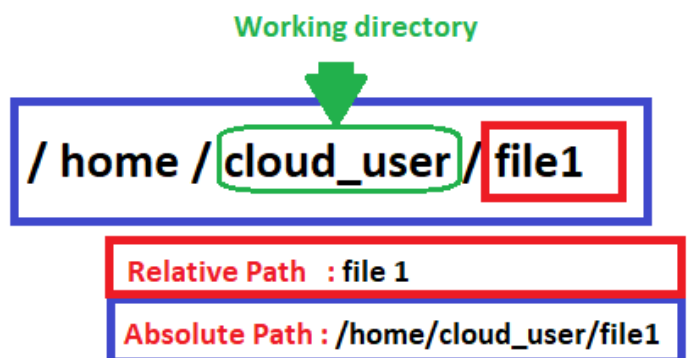 Working directory
/ home / cloud_user / file1
Relative Path : file 1
Absolute Path : /home/cloud_user/file1